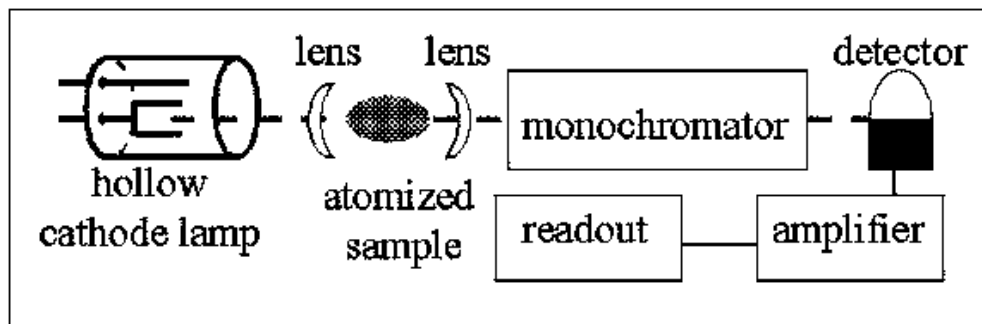 lens
lens
detector
monochromator
hollow
cathode lamp
atomized
sample
readout
amplifier